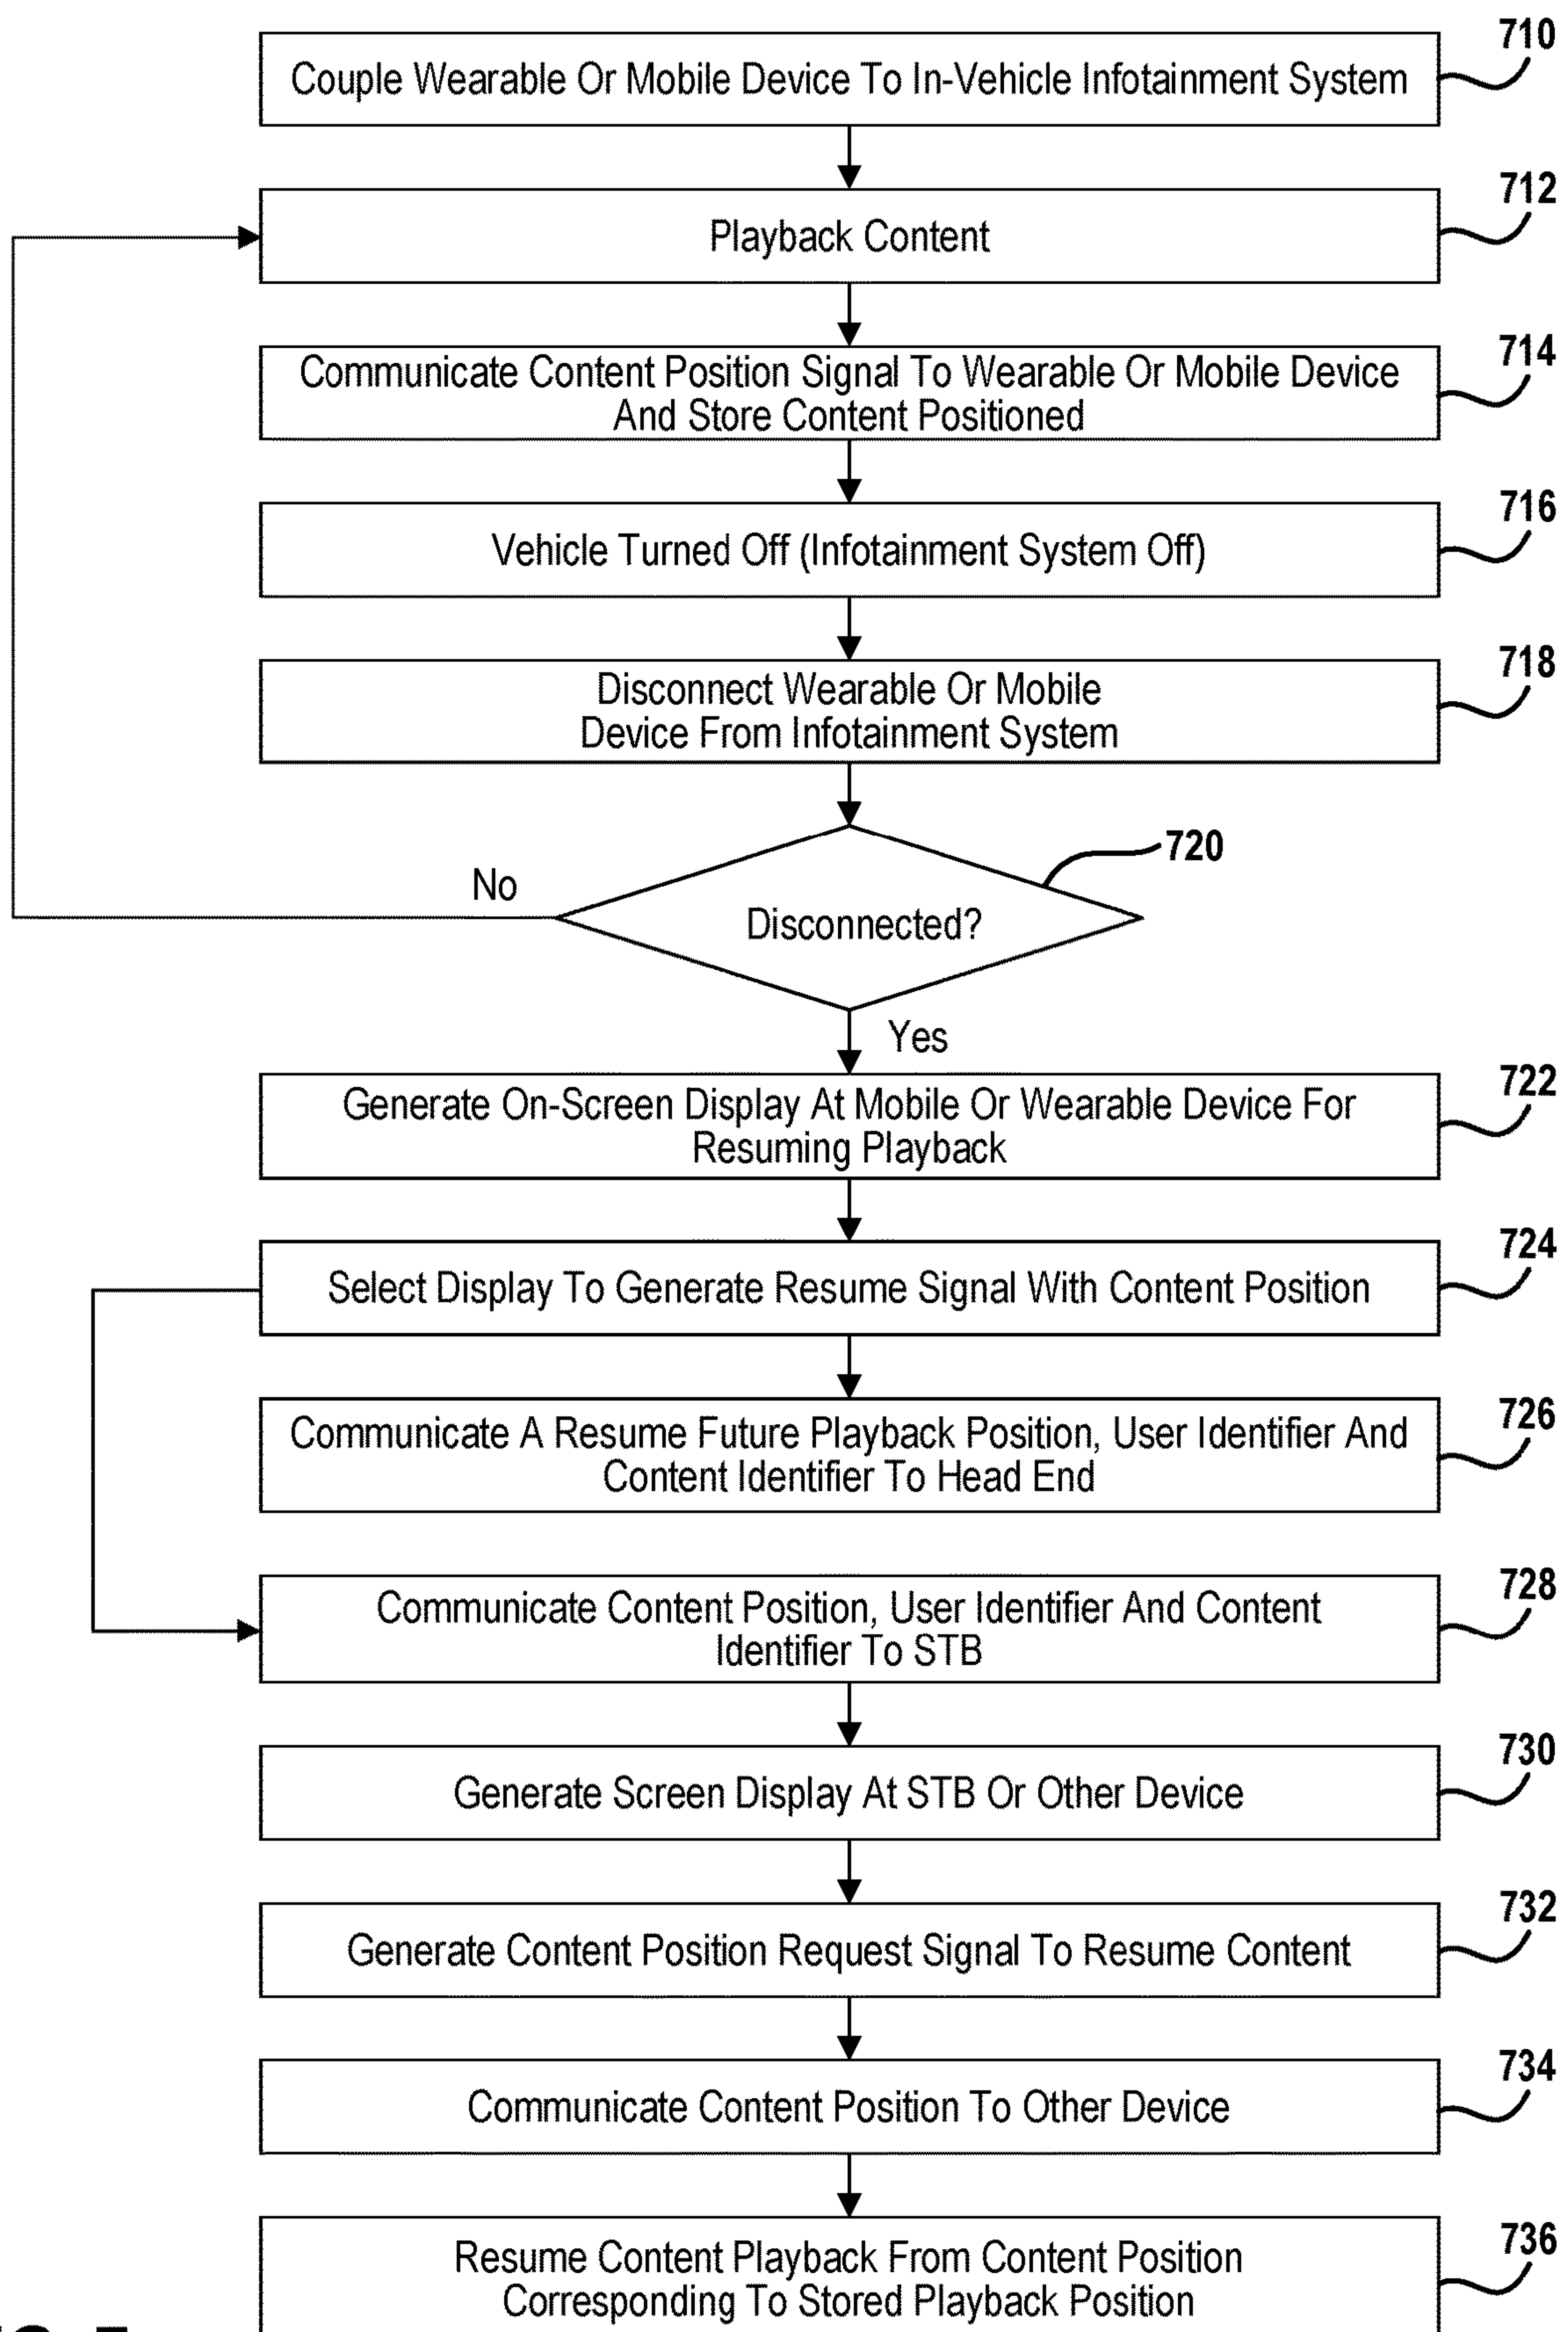 710
Couple Wearable Or Mobile Device To In-Vehicle Infotainment System
712
Playback Content
714
Communicate Content Position Signal To Wearable Or Mobile Device
And Store Content Positioned
716
Vehicle Turned Off (Infotainment System Off)
718
Disconnect Wearable Or Mobile
Device From Infotainment System
720
No
Disconnected?
Yes
722
Generate On-Screen Display At Mobile Or Wearable Device For
Resuming Playback
724
Select Display To Generate Resume Signal With Content Position
726
Communicate A Resume Future Playback Position, User Identifier And
Content Identifier To Head End
728
Communicate Content Position, User Identifier And Content
Identifier To STB
730
Generate Screen Display At STB Or Other Device
732
Generate Content Position Request Signal To Resume Content
734
Communicate Content Position To Other Device
736
Resume Content Playback From Content Position
Corresponding To Stored Playback Position